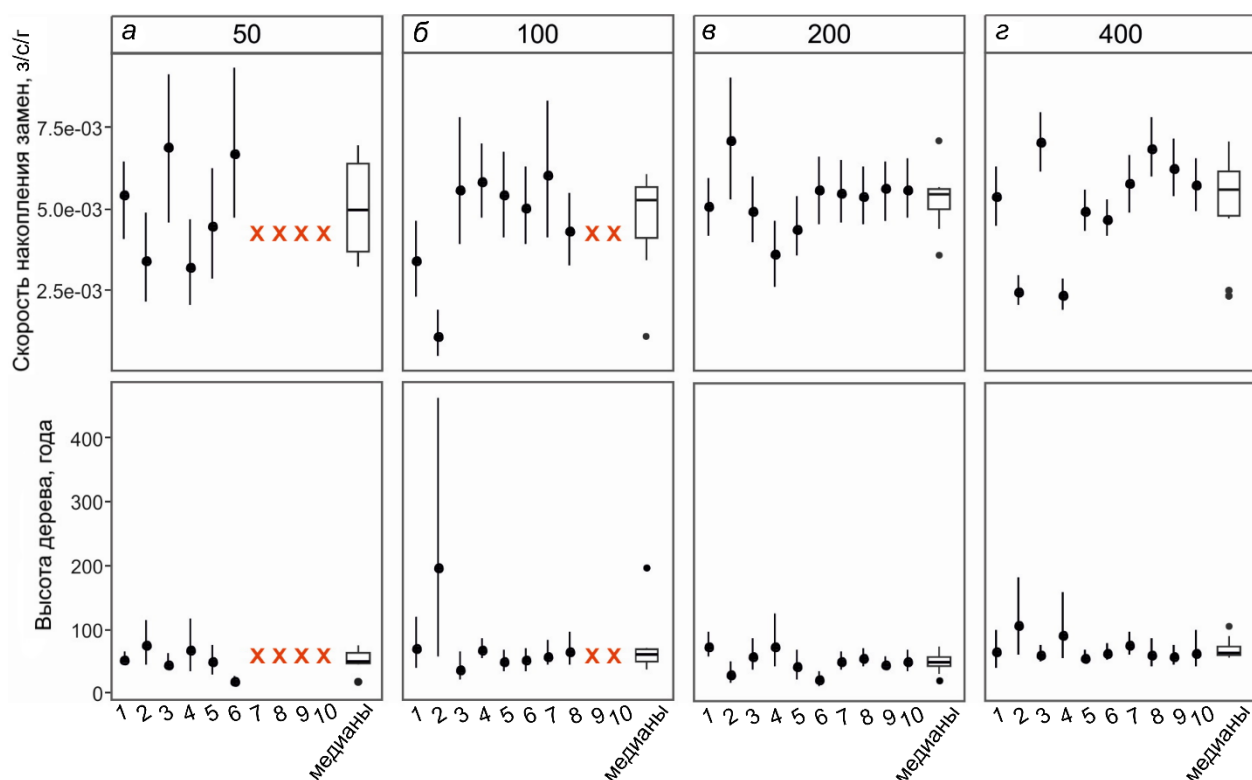 а 50
б 100
в 200
г 400
Скорость накопления замен, з/с/г
7.5e-03
5.0e-03
2.5e-03
X X X X
X X
Высота дерева, года
400
300
200
100
0
X X X X
X X
1 2 3 4 5 6 7 8 9 10 медианы
1 2 3 4 5 6 7 8 9 10 медианы
1 2 3 4 5 6 7 8 9 10 медианы
1 2 3 4 5 6 7 8 9 10 медианы